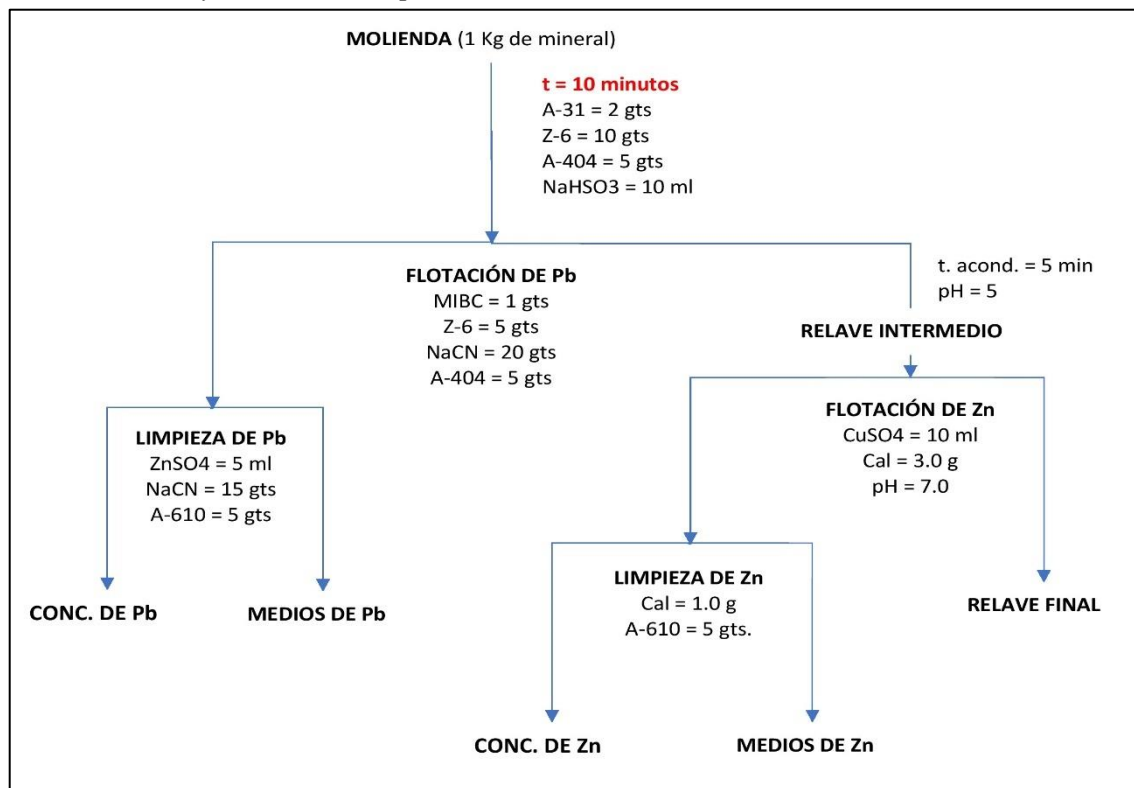 MOLIENDA (1 Kg de mineral)
t = 10 minutos
A-31 = 2 gts
Z-6 = 10 gts
A-404 = 5 gts
NaHSO3 = 10 ml
FLOTACIÓN DE Pb
MIBC = 1 gts
Z-6 = 5 gts
NaCN = 20 gts
A-404 = 5 gts
t. acond. = 5 min
pH = 5
RELAVE INTERMEDIO
LIMPIEZA DE Pb
ZnSO4 = 5 ml
NaCN = 15 gts
A-610 = 5 gts
FLOTACIÓN DE Zn
CuSO4 = 10 ml
Cal = 3.0 g
pH = 7.0
CONC. DE Pb
MEDIOS DE Pb
LIMPIEZA DE Zn
Cal = 1.0 g
A-610 = 5 gts.
RELAVE FINAL
CONC. DE Zn
MEDIOS DE Zn